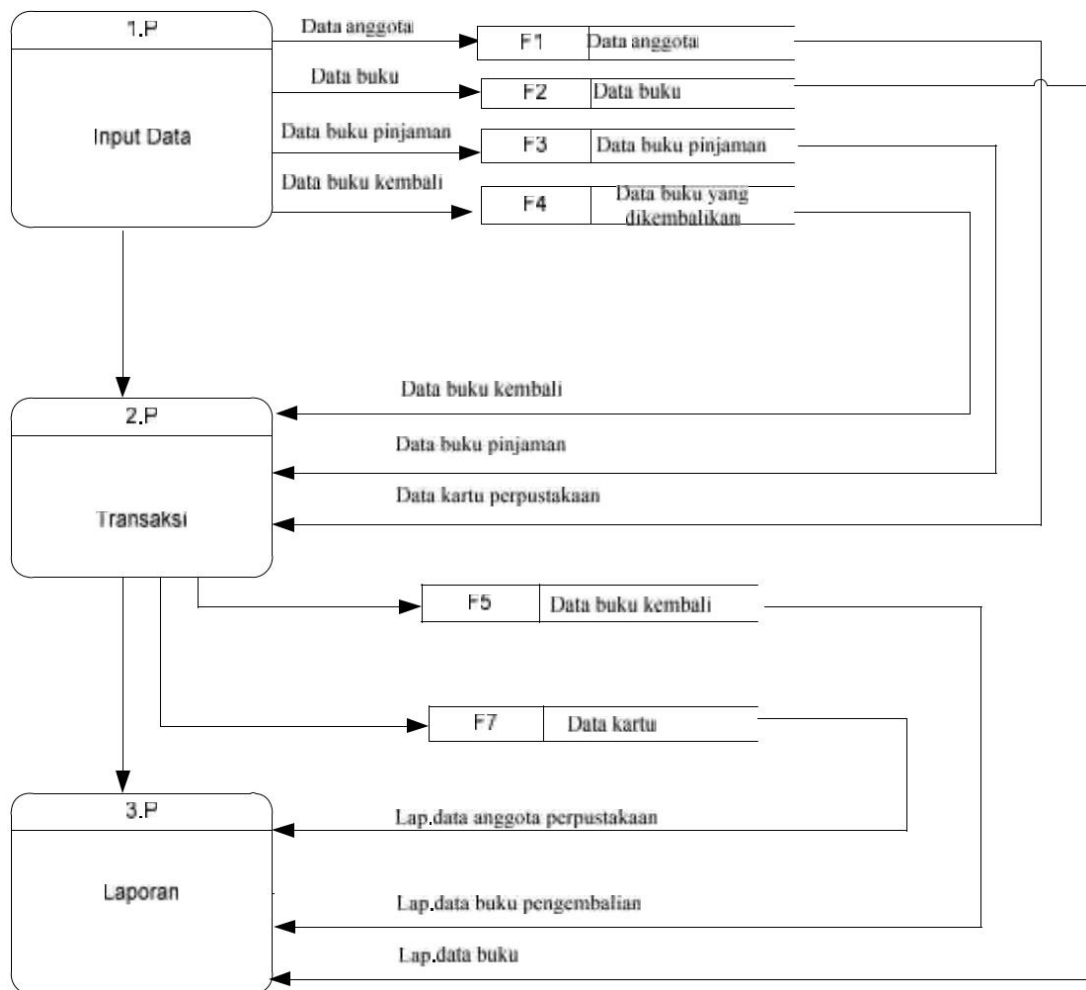 1.P
Input Data
Data anggota
F1
Data anggota
Data buku
F2
Data buku
Data buku pinjaman
F3
Data buku pinjaman
Data buku kembali
F4
Data buku yang
dikembalikan
Data buku kembali
2.P
Data buku pinjaman
Data kartu perpustakaan
Transaksi
F5
Data buku kembali
F7
Data kartu
3.P
Lap.data anggota perpustakaan
Laporan
Lap.data buku pengembalian
Lap.data buku